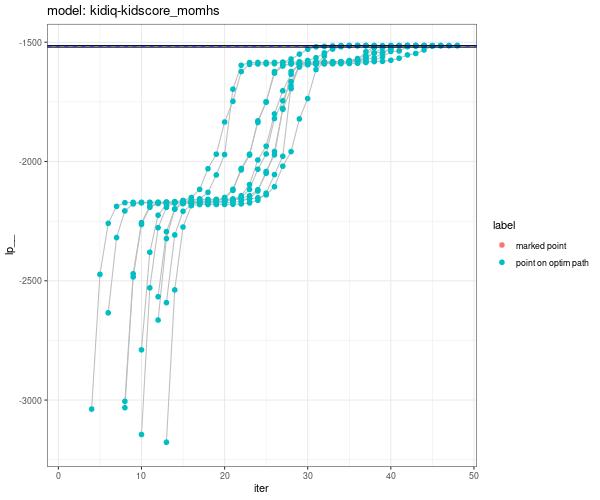 model: kidiq-kidscore_momhs
-1500
-2000
-2500
-3000
lp__
0
10
20
30
40
50
iter
label
marked point
point on optim path